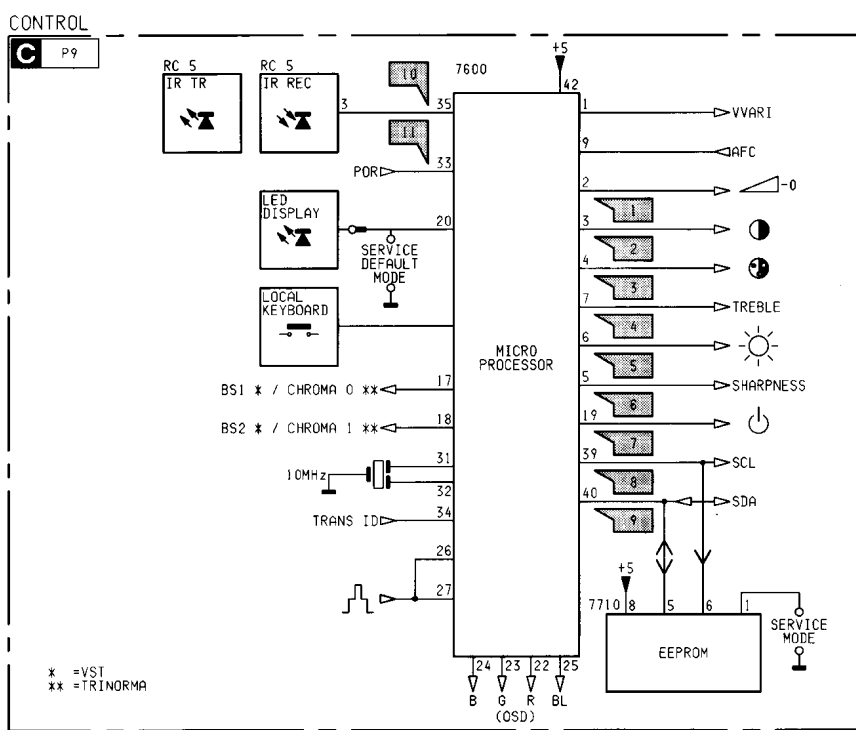 CONTROL
C P9
RC 5
IR TR
RC 5
IR REC
3
10
35
7600
+5
42
1
VVARI
11
33
POR
9
AFC
2
-0
LED
DISPLAY
20
SERVICE
DEFAULT
MODE
1
3
2
4
3
7
TREBLE
LOCAL
KEYBOARD
4
6
MICRO
PROCESSOR
5
5
SHARPNESS
BS1 * / CHROMA 0 **
17
6
19
BS2 * / CHROMA 1 **
18
7
39
SCL
10MHz
31
32
8
40
SDA
TRANS ID
34
9
26
27
+5
7710
8
5
6
1
SERVICE
MODE
EEPROM
24
23
22
25
B
G
R
BL
(OSD)
* =VST
** =TRINORMA